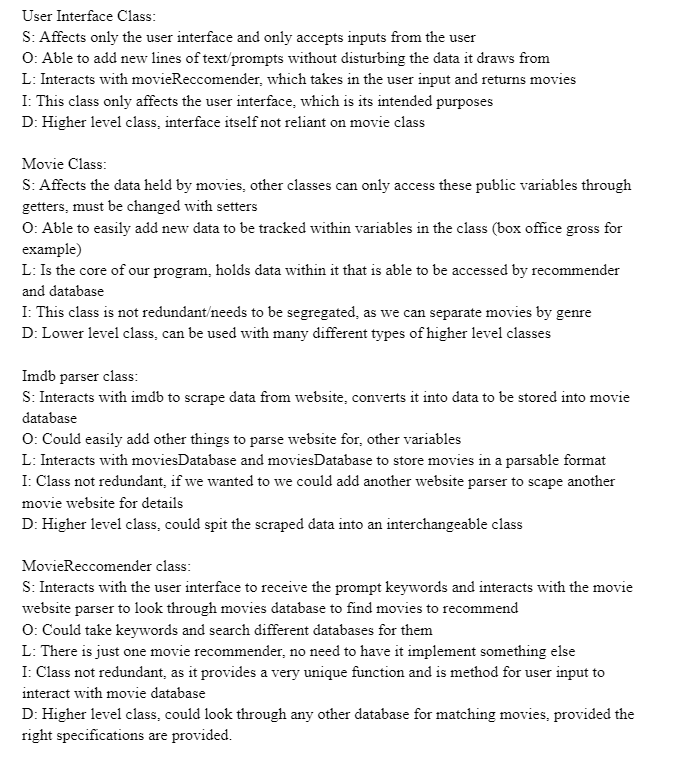 User Interface Class:
S: Affects only the user interface and only accepts inputs from the user
O: Able to add new lines of text/prompts without disturbing the data it draws from
L: Interacts with movieReccomender, which takes in the user input and returns movies
I: This class only affects the user interface, which is its intended purposes
D: Higher level class, interface itself not reliant on movie class
Movie Class:
S: Affects the data held by movies, other classes can only access these public variables through
getters, must be changed with setters
O: Able to easily add new data to be tracked within variables in the class (box office gross for
example)
L: Is the core of our program, holds data within it that is able to be accessed by recommender
and database
I: This class is not redundant/needs to be segregated, as we can separate movies by genre
D: Lower level class, can be used with many different types of higher level classes
Imdb parser class:
S: Interacts with imdb to scrape data from website, converts it into data to be stored into movie
database
O: Could easily add other things to parse website for, other variables
L: Interacts with moviesDatabase and moviesDatabase to store movies in a parsable format
I: Class not redundant, if we wanted to we could add another website parser to scape another
movie website for details
D: Higher level class, could spit the scraped data into an interchangeable class
MovieReccomender class:
S: Interacts with the user interface to receive the prompt keywords and interacts with the movie
website parser to look through movies database to find movies to recommend
O: Could take keywords and search different databases for them
L: There is just one movie recommender, no need to have it implement something else
I: Class not redundant, as it provides a very unique function and is method for user input to
interact with movie database
D: Higher level class, could look through any other database for matching movies, provided the
right specifications are provided.